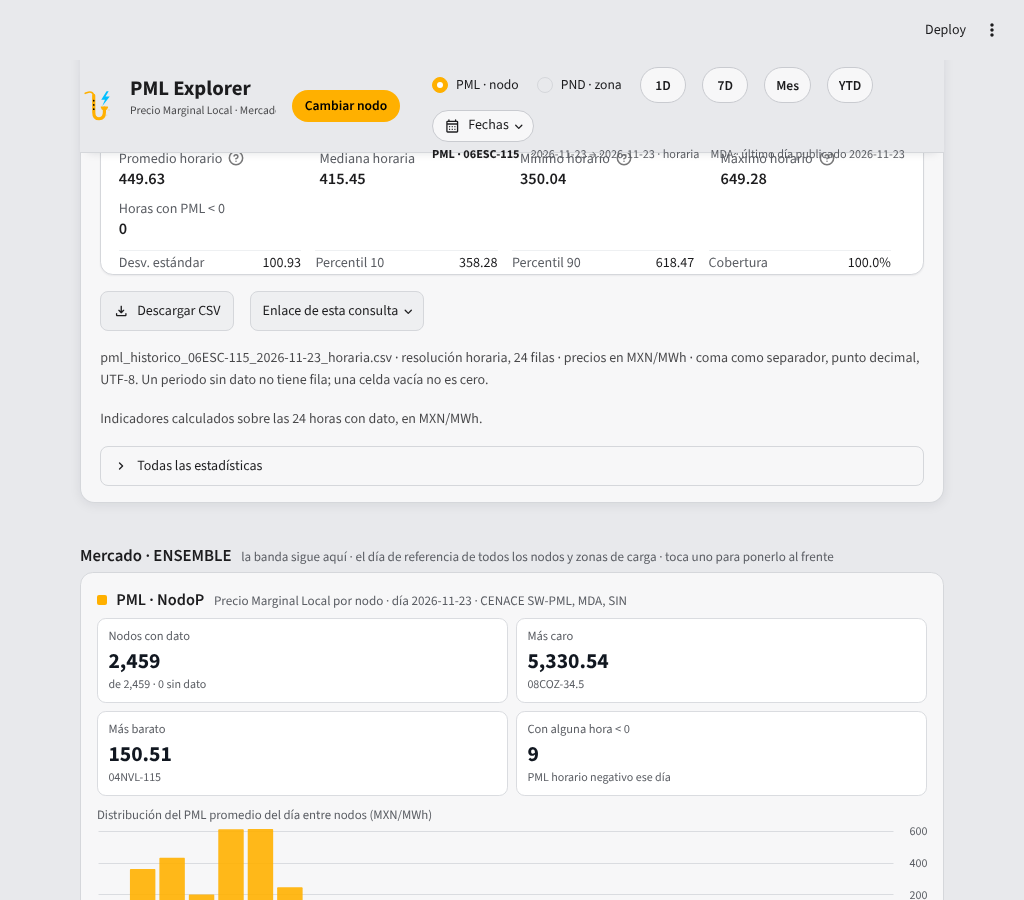 Deploy
PML Explorer
Precio Marginal Local · Mercad
Cambiar nodo
PML · nodo
PND · zona
1D
7D
Mes
YTD
Fechas
PML · 06ESC-115 · 2026-11-23 a 2026-11-23 · horaria MDA: último día publicado 2026-11-23
Promedio horario
Mediana horaria
Mínimo horario
Máximo horario
449.63
415.45
350.04
649.28
Horas con PML < 0
0
Desv. estándar 100.93
Percentil 10 358.28
Percentil 90 618.47
Cobertura 100.0%
Descargar CSV
Enlace de esta consulta
pml_historico_06ESC-115_2026-11-23_horaria.csv · resolución horaria, 24 filas · precios en MXN/MWh · coma como separador, punto decimal,
UTF-8. Un periodo sin dato no tiene fila; una celda vacía no es cero.
Indicadores calculados sobre las 24 horas con dato, en MXN/MWh.
Todas las estadísticas
Mercado · ENSEMBLE la banda sigue aquí · el día de referencia de todos los nodos y zonas de carga · toca uno para ponerlo al frente
PML · NodoP Precio Marginal Local por nodo · día 2026-11-23 · CENACE SW-PML, MDA, SIN
Nodos con dato
2,459
de 2,459 · 0 sin dato
Más caro
5,330.54
08COZ-34.5
Más barato
150.51
04NVL-115
Con alguna hora < 0
9
PML horario negativo ese día
Distribución del PML promedio del día entre nodos (MXN/MWh)
600
400
200